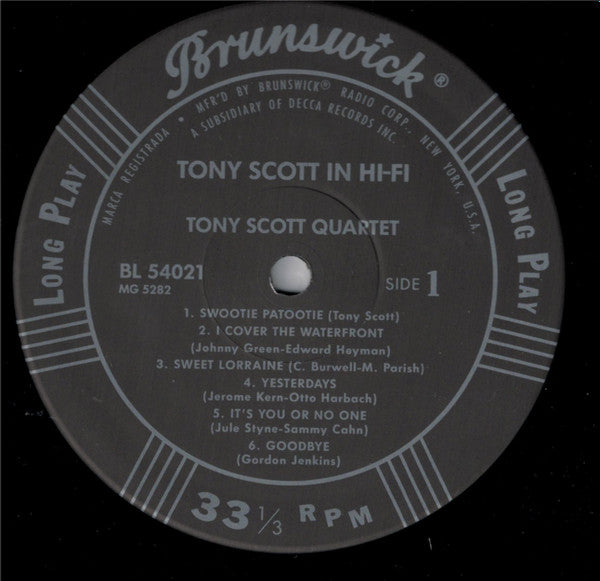 Brunswick®
MARCA REGISTRADA • MFR'D BY BRUNSWICK® RADIO CORP., NEW YORK, U.S.A.
A SUBSIDIARY OF DECCA RECORDS INC.
LONG PLAY
LONG PLAY
TONY SCOTT IN HI-FI
TONY SCOTT QUARTET
BL 54021
MG 5282
SIDE 1
1. SWOOTIE PATOOTIE (Tony Scott)
2. I COVER THE WATERFRONT
(Johnny Green-Edward Heyman)
3. SWEET LORRAINE (C. Burwell-M. Parish)
4. YESTERDAYS
(Jerome Kern-Otto Harbach)
5. IT'S YOU OR NO ONE
(Jule Styne-Sammy Cahn)
6. GOODBYE
(Gordon Jenkins)
33 1/3 RPM